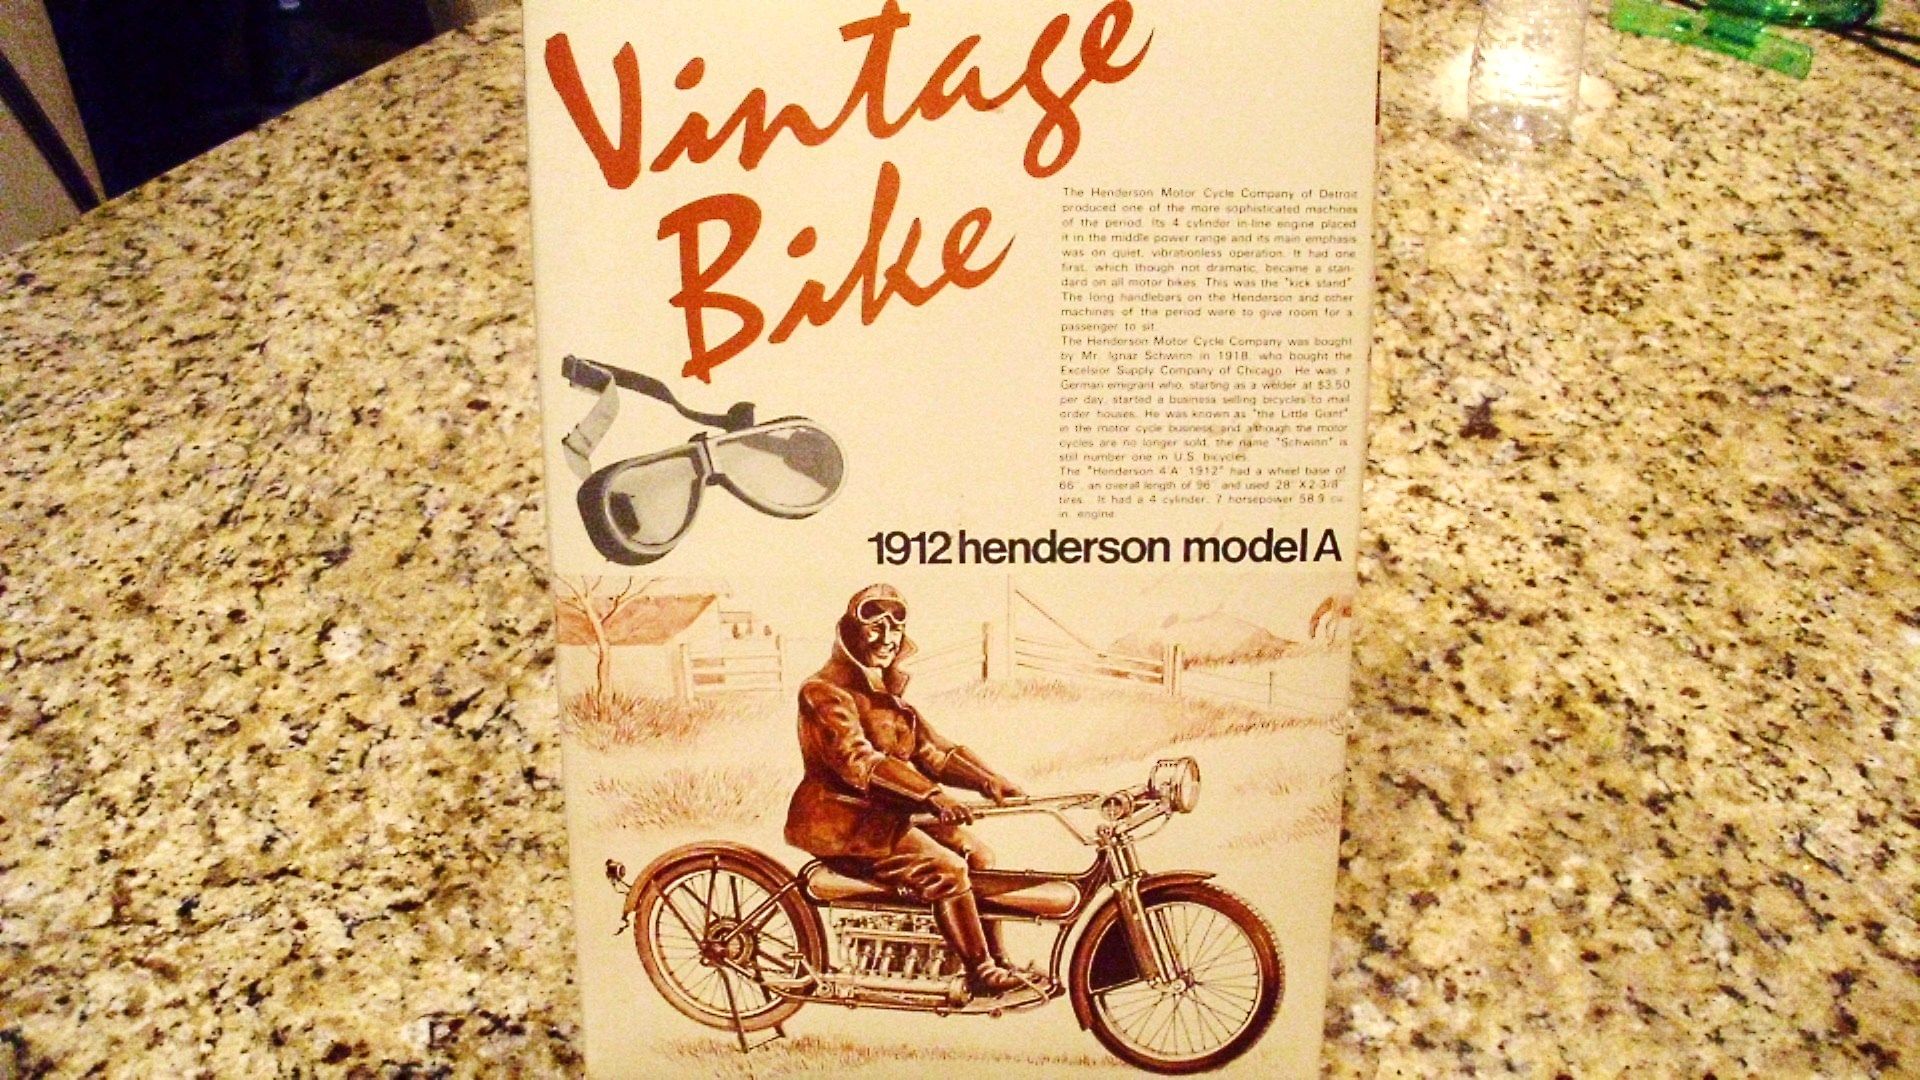 Vintage
Bike
The Henderson Motor Cycle Company of Detroit
produced one of the more sophisticated machines
of the period. Its 4 cylinder in-line engine placed
it in the middle power range and its main emphasis
was on quiet, vibrationless operation. It had one
first, which though not dramatic, became a stan-
dard on all motor bikes. This was the "kick stand"
The long handlebars on the Henderson and other
machines of the period were to give room for a
passenger to sit.
The Henderson Motor Cycle Company was bought
by Mr. Ignaz Schwinn in 1918, who bought the
Excelsior Supply Company of Chicago. He was a
German emigrant who, starting as a welder at $3.50
per day, started a business selling bicycles to mail
order houses. He was known as "the Little Giant"
in the motor cycle business and although the motor
cycles are no longer sold, the name "Schwinn" is
still number one in U.S. bicycles.
The "Henderson 4 A 1912" had a wheel base of
66", an overall length of 96" and used 28" X 2-3/8"
tires. It had a 4 cylinder, 7 horsepower 58.9 cu.
in. engine.
1912 henderson model A